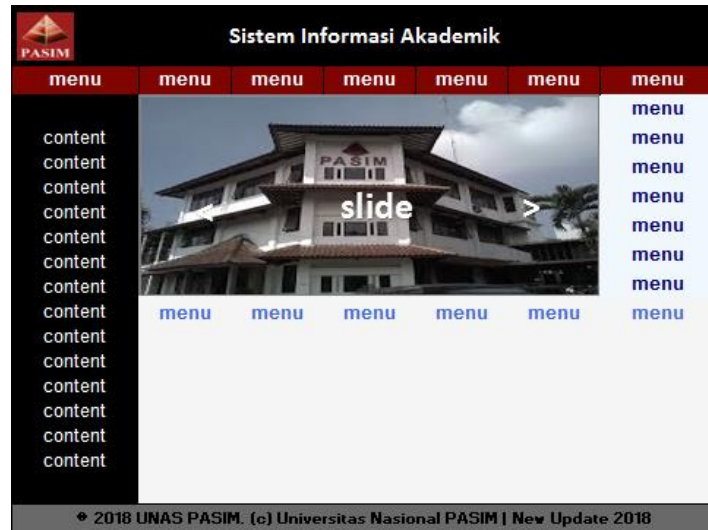 PASIM
Sistem Informasi Akademik
menu menu menu menu menu menu menu
menu
content
menu
content
menu
content
PASIM
menu
content
< slide >
menu
content
menu
content
menu
content
menu
content
menu menu menu menu menu menu
content
content
content
content
content
content
content
© 2018 UNAS PASIM. (c) Universitas Nasional PASIM | New Update 2018